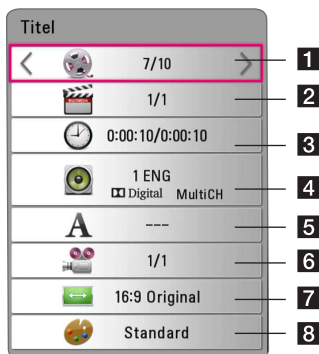 Titel
7/10 1
MULTIMEDIA 1/1 2
0:00:10/0:00:10 3
1 ENG
Digital MultiCH 4
A --- 5
1/1 6
16:9 Original 7
Standard 8